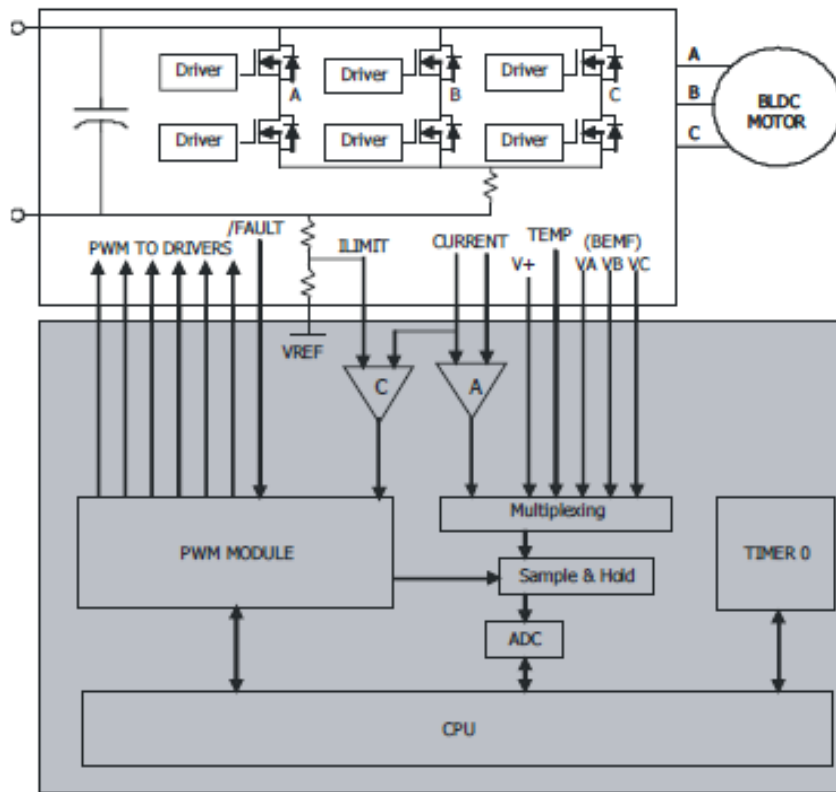 Driver
Driver
Driver
A
B
C
Driver
Driver
Driver
A
B
C
BLDC
MOTOR
/FAULT
PWM TO DRIVERS
ILIMIT
CURRENT
TEMP
(BEMF)
V+
VA VB VC
VREF
C
A
Multiplexing
PWM MODULE
TIMER 0
Sample & Hold
ADC
CPU